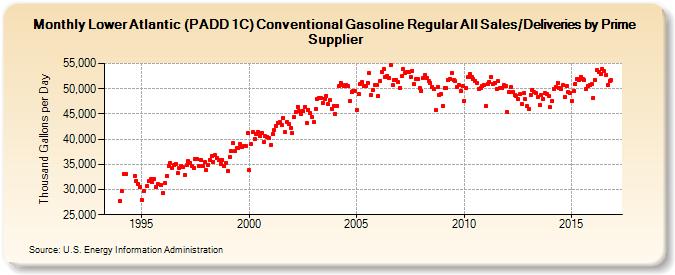 Monthly Lower Atlantic (PADD 1C) Conventional Gasoline Regular All Sales/Deliveries by Prime
Supplier
Thousand Gallons per Day
55,000
50,000
45,000
40,000
35,000
30,000
25,000
1995 2000 2005 2010 2015
Source: U.S. Energy Information Administration